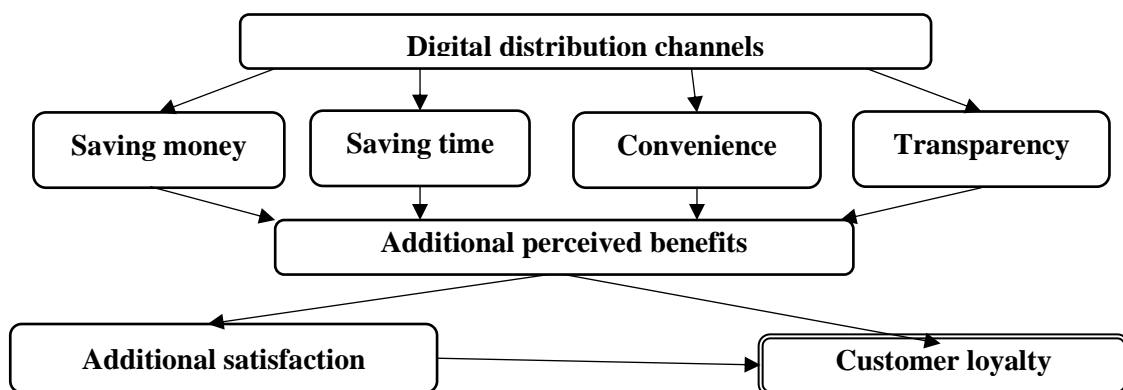 Digital distribution channels
Saving money
Saving time
Convenience
Transparency
Additional perceived benefits
Additional satisfaction
Customer loyalty